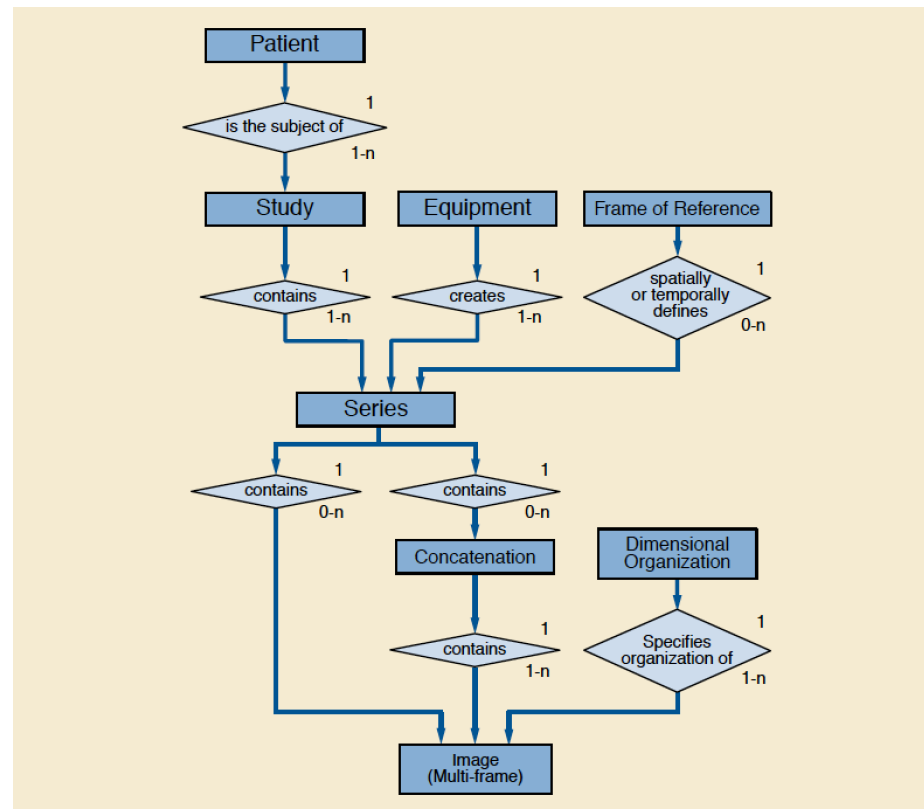 Patient
1
is the subject of
1-n
Study
Equipment
Frame of Reference
1
contains
1-n
1
creates
1-n
1
spatially
or temporally
defines
0-n
Series
1
contains
0-n
1
contains
0-n
Concatenation
Dimensional
Organization
1
contains
1-n
1
Specifies
organization of
1-n
Image
(Multi-frame)